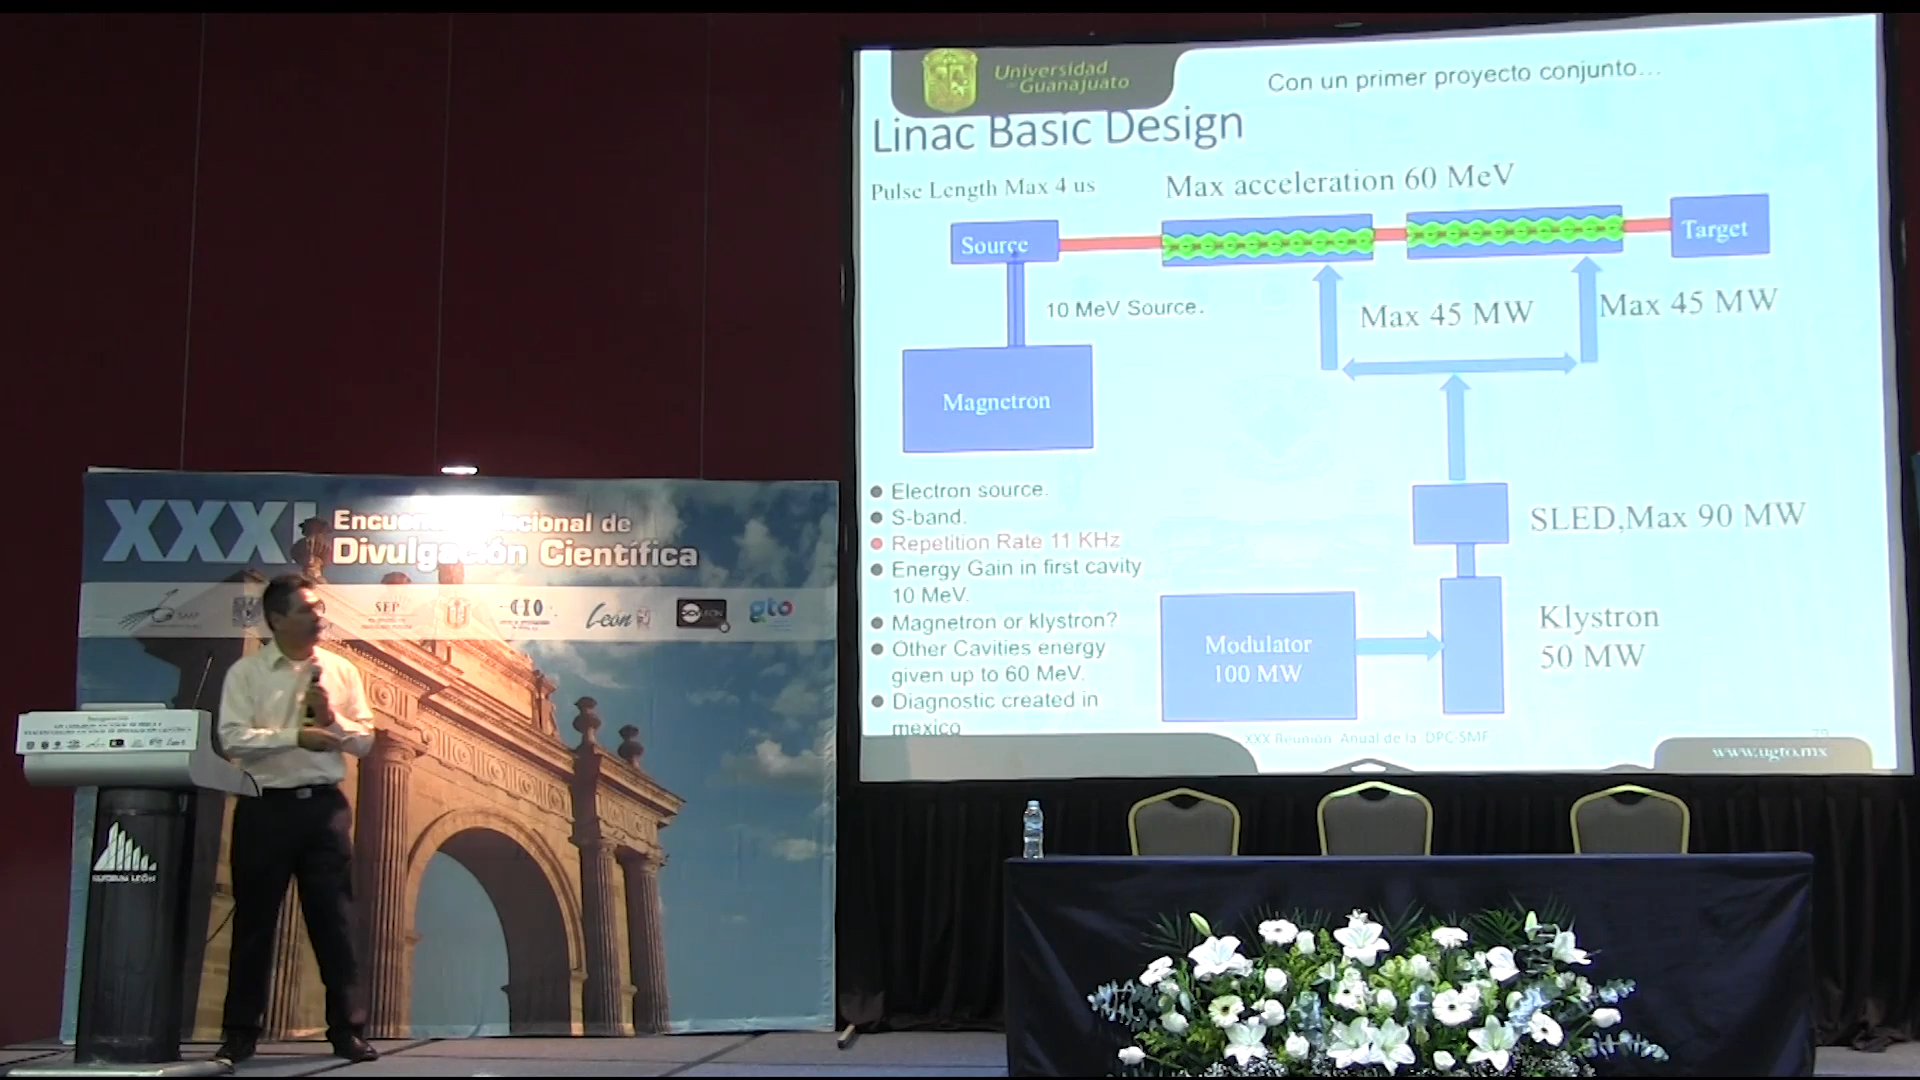 Universidad
de Guanajuato
Con un primer proyecto conjunto...
Linac Basic Design
Pulse Length Max 4 us
Max acceleration 60 MeV
Source
Target
10 MeV Source.
Max 45 MW
Max 45 MW
Magnetron
Electron source.
S-band.
Repetition Rate 11 KHz
Energy Gain in first cavity
10 MeV.
Magnetron or klystron?
Other Cavities energy
given up to 60 MeV.
Diagnostic created in
mexico
SLED,Max 90 MW
Modulator
100 MW
Klystron
50 MW
XXX Reunión Anual de la DPC-SMF
www.ugto.mx
XXXI
de
Divulgación Científica
SMF
SEP
CIO
León
gto